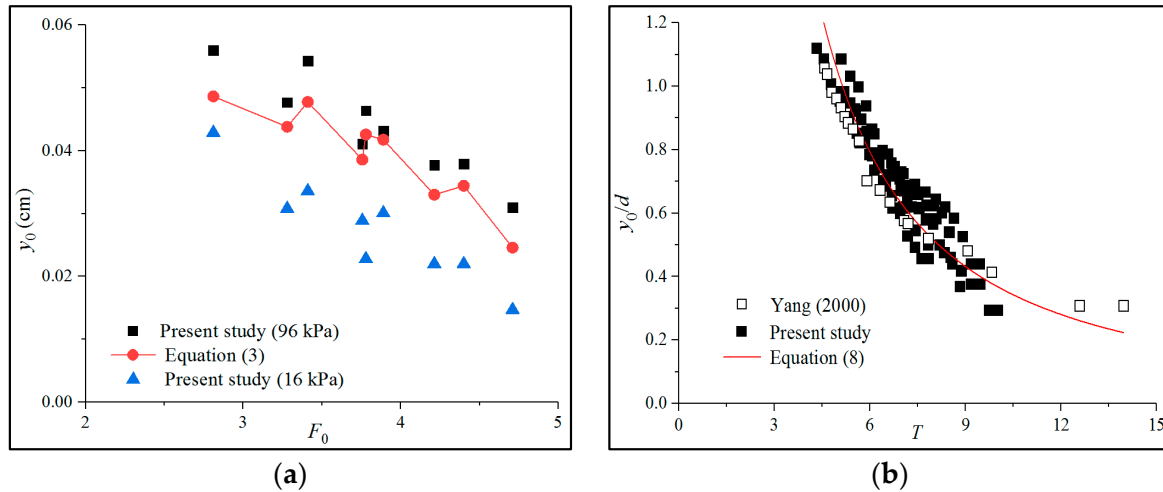 0.06
0.04
0.02
0.00
y₀ (cm)
Present study (96 kPa)
Equation (3)
Present study (16 kPa)
2
3
4
5
F₀
(a)
1.2
1.0
0.8
0.6
0.4
0.2
0.0
y₀/d
Yang (2000)
Present study
Equation (8)
0
3
6
9
12
15
T
(b)